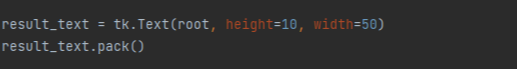 result_text = tk.Text(root, height=10, width=50)
result_text.pack()